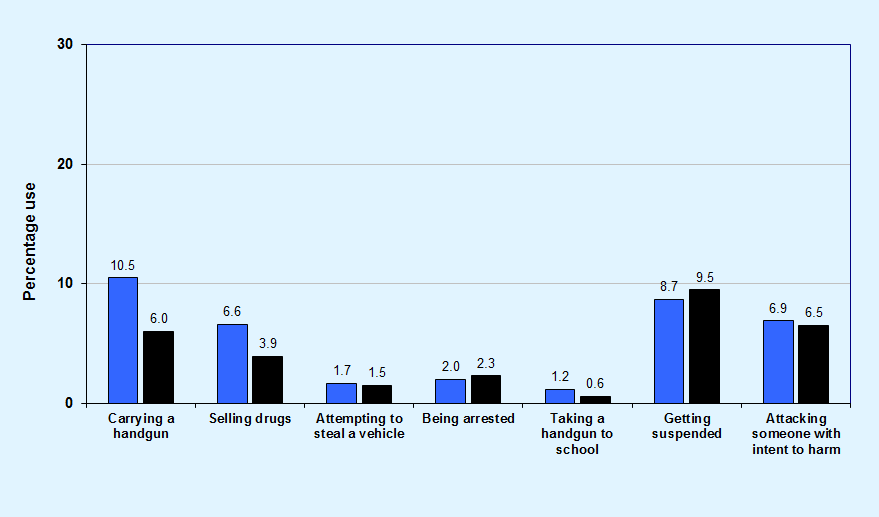 30
20
10
0
Percentage use
10.5
6.0
6.6
3.9
1.7
1.5
2.0
2.3
1.2
0.6
8.7
9.5
6.9
6.5
Carrying a
handgun
Selling drugs
Attempting to
steal a vehicle
Being arrested
Taking a
handgun to
school
Getting
suspended
Attacking
someone with
intent to harm